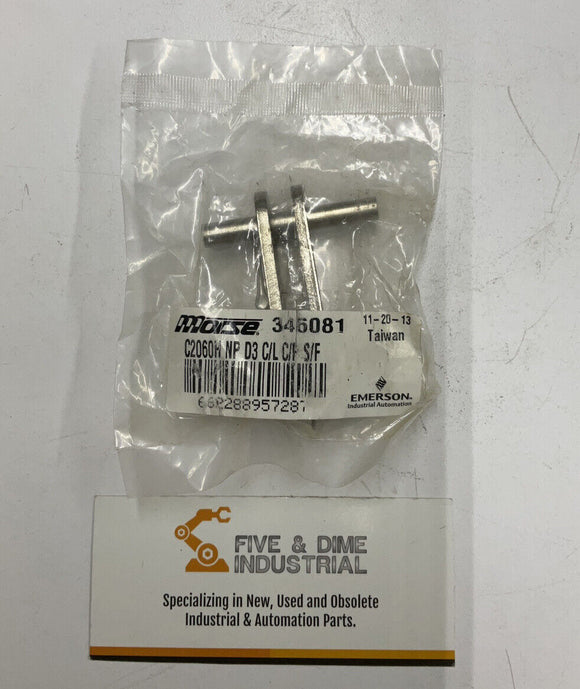 Morse 346081 11-20-13
Taiwan
C2060H NP D3 C/L C/P S/F
662288957287
EMERSON.
Industrial Automation
FIVE & DIME
INDUSTRIAL
Specializing in New, Used and Obsolete
Industrial & Automation Parts.